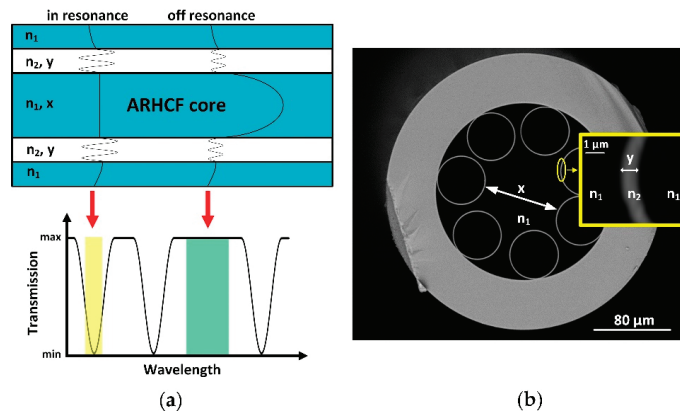 in resonance off resonance
n1
n2, y
n1, x ARHCF core
n2, y
n1
max
min
Transmission
Wavelength
(a)
1 μm
y
n1 n2 n1
x
n1
80 μm
(b)